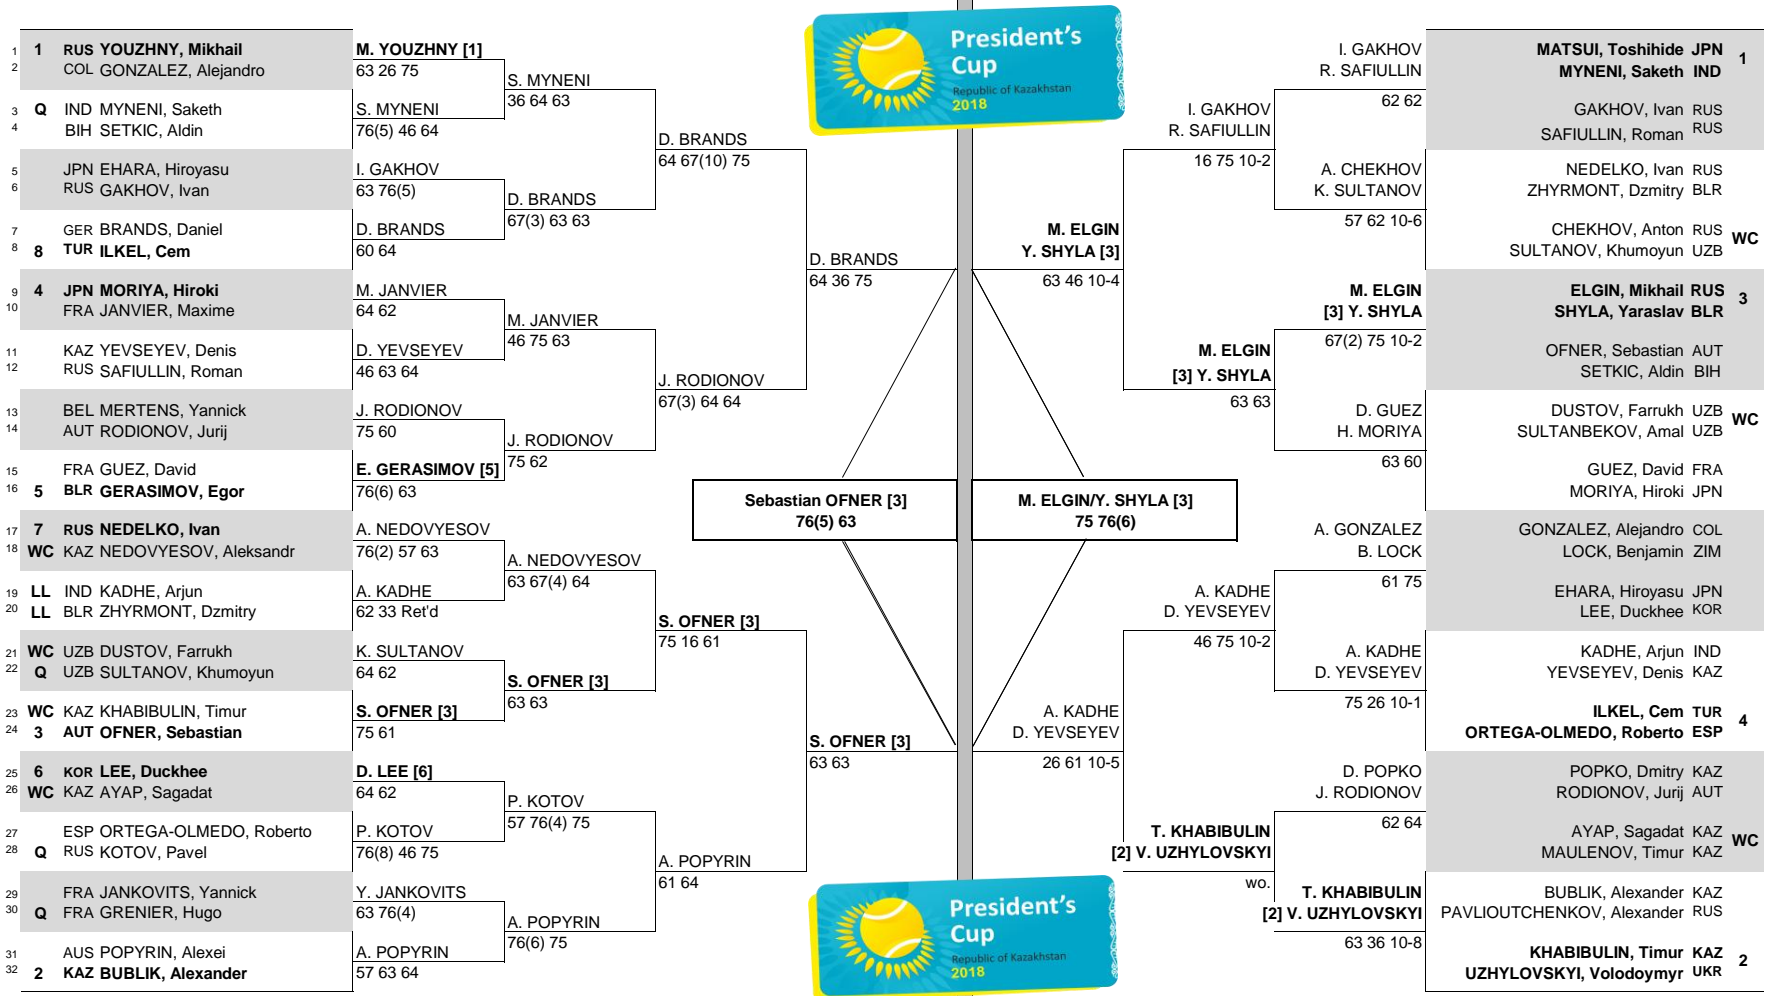 President's
Cup
Republic of Kazakhstan
2018
1 1 RUS YOUZHNY, Mikhail
2 COL GONZALEZ, Alejandro
3 Q IND MYNENI, Saketh
4 BIH SETKIC, Aldin
5 JPN EHARA, Hiroyasu
6 RUS GAKHOV, Ivan
7 GER BRANDS, Daniel
8 8 TUR ILKEL, Cem
9 4 JPN MORIYA, Hiroki
10 FRA JANVIER, Maxime
11 KAZ YEVSEYEV, Denis
12 RUS SAFIULLIN, Roman
13 BEL MERTENS, Yannick
14 AUT RODIONOV, Jurij
15 FRA GUEZ, David
16 5 BLR GERASIMOV, Egor
17 7 RUS NEDELKO, Ivan
18 WC KAZ NEDOVYESOV, Aleksandr
19 LL IND KADHE, Arjun
20 LL BLR ZHYRMONT, Dzmitry
21 WC UZB DUSTOV, Farrukh
22 Q UZB SULTANOV, Khumoyun
23 WC KAZ KHABIBULIN, Timur
24 3 AUT OFNER, Sebastian
25 6 KOR LEE, Duckhee
26 WC KAZ AYAP, Sagadat
27 ESP ORTEGA-OLMEDO, Roberto
28 Q RUS KOTOV, Pavel
29 FRA JANKOVITS, Yannick
30 Q FRA GRENIER, Hugo
31 AUS POPYRIN, Alexei
32 2 KAZ BUBLIK, Alexander
M. YOUZHNY [1]
63 26 75
S. MYNENI
76(5) 46 64
I. GAKHOV
63 76(5)
D. BRANDS
60 64
M. JANVIER
64 62
D. YEVSEYEV
46 63 64
J. RODIONOV
75 60
E. GERASIMOV [5]
76(6) 63
A. NEDOVYESOV
76(2) 57 63
A. KADHE
62 33 Ret'd
K. SULTANOV
64 62
S. OFNER [3]
75 61
D. LEE [6]
64 62
P. KOTOV
76(8) 46 75
Y. JANKOVITS
63 76(4)
A. POPYRIN
57 63 64
S. MYNENI
36 64 63
D. BRANDS
67(3) 63 63
M. JANVIER
46 75 63
J. RODIONOV
75 62
A. NEDOVYESOV
63 67(4) 64
S. OFNER [3]
63 63
P. KOTOV
57 76(4) 75
A. POPYRIN
76(6) 75
D. BRANDS
64 67(10) 75
J. RODIONOV
67(3) 64 64
S. OFNER [3]
75 16 61
A. POPYRIN
61 64
D. BRANDS
64 36 75
S. OFNER [3]
63 63
Sebastian OFNER [3]
76(5) 63
M. ELGIN/Y. SHYLA [3]
75 76(6)
M. ELGIN
Y. SHYLA [3]
63 46 10-4
A. KADHE
D. YEVSEYEV
26 61 10-5
I. GAKHOV
R. SAFIULLIN
16 75 10-2
M. ELGIN
[3] Y. SHYLA
63 63
A. KADHE
D. YEVSEYEV
46 75 10-2
T. KHABIBULIN
[2] V. UZHYLOVSKYI
wo.
I. GAKHOV
R. SAFIULLIN
62 62
A. CHEKHOV
K. SULTANOV
57 62 10-6
M. ELGIN
[3] Y. SHYLA
67(2) 75 10-2
D. GUEZ
H. MORIYA
63 60
A. GONZALEZ
B. LOCK
61 75
A. KADHE
D. YEVSEYEV
75 26 10-1
D. POPKO
J. RODIONOV
62 64
T. KHABIBULIN
[2] V. UZHYLOVSKYI
63 36 10-8
MATSUI, Toshihide JPN 1
MYNENI, Saketh IND
GAKHOV, Ivan RUS
SAFIULLIN, Roman RUS
NEDELKO, Ivan RUS
ZHYRMONT, Dzmitry BLR
CHEKHOV, Anton RUS WC
SULTANOV, Khumoyun UZB
ELGIN, Mikhail RUS 3
SHYLA, Yaraslav BLR
OFNER, Sebastian AUT
SETKIC, Aldin BIH
DUSTOV, Farrukh UZB WC
SULTANBEKOV, Amal UZB
GUEZ, David FRA
MORIYA, Hiroki JPN
GONZALEZ, Alejandro COL
LOCK, Benjamin ZIM
EHARA, Hiroyasu JPN
LEE, Duckhee KOR
KADHE, Arjun IND
YEVSEYEV, Denis KAZ
ILKEL, Cem TUR 4
ORTEGA-OLMEDO, Roberto ESP
POPKO, Dmitry KAZ
RODIONOV, Jurij AUT
AYAP, Sagadat KAZ WC
MAULENOV, Timur KAZ
BUBLIK, Alexander KAZ
PAVLIOUTCHENKOV, Alexander RUS
KHABIBULIN, Timur KAZ 2
UZHYLOVSKYI, Volodoymyr UKR
President's
Cup
Republic of Kazakhstan
2018